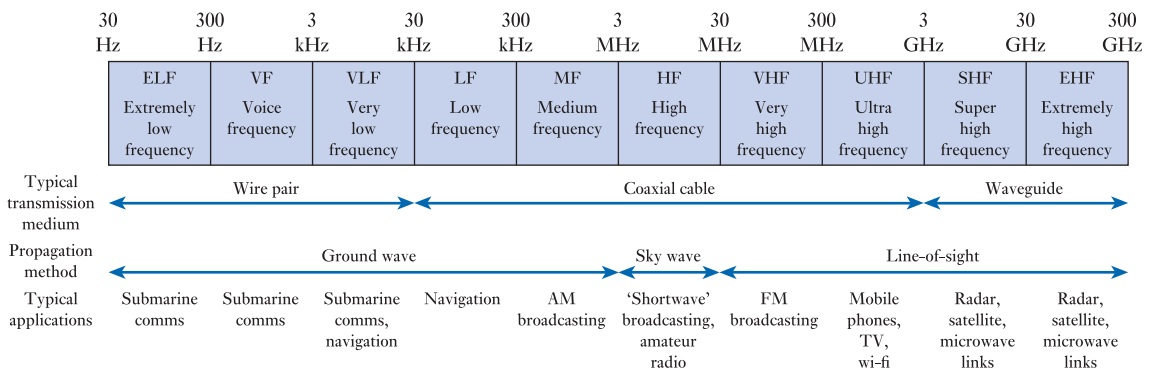 30 300 3 30 300 3 30 300 3 30 300
Hz Hz kHz kHz kHz MHz MHz MHz GHz GHz GHz
ELF VF VLF LF MF HF VHF UHF SHF EHF
Extremely Voice Very Low Medium High Very Ultra Super Extremely
low frequency low frequency frequency frequency high high high high
frequency frequency frequency frequency frequency frequency
Typical
transmission
medium
Wire pair Coaxial cable Waveguide
Propagation
method
Ground wave Sky wave Line-of-sight
Typical Submarine Submarine Submarine Navigation AM ‘Shortwave’ FM Mobile Radar, Radar,
applications comms comms comms, broadcasting broadcasting, broadcasting phones, satellite, satellite,
navigation amateur TV, microwave microwave
radio wi-fi links links